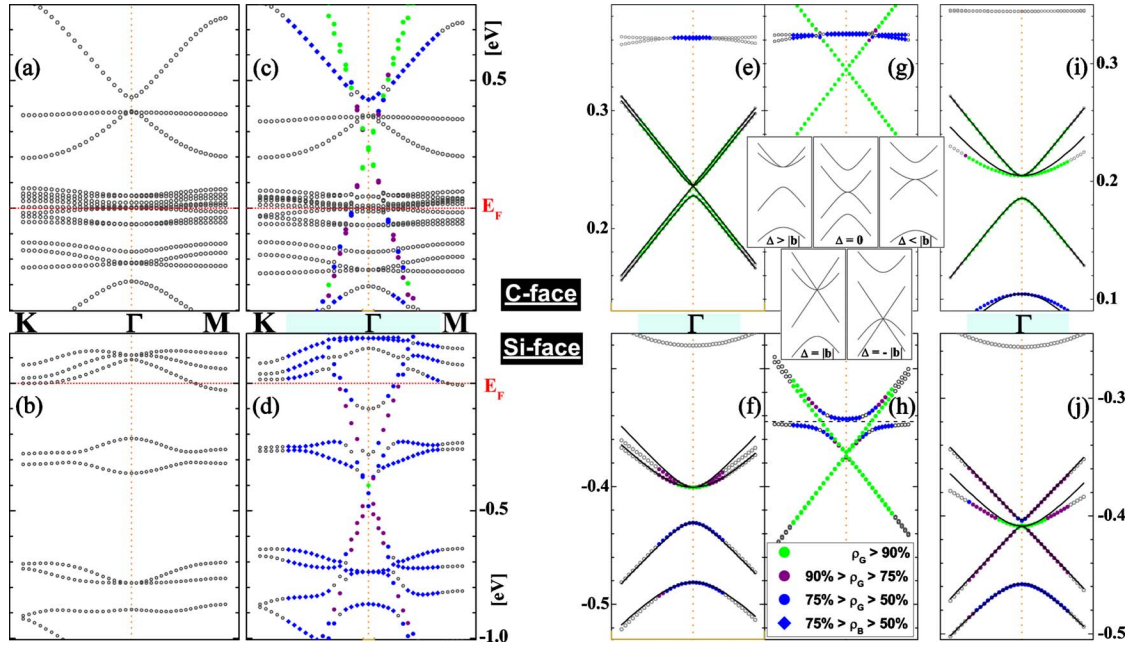 (a)
(c)
[eV]
0.5
E_F
C-face
K Γ M K Γ M
Si-face
E_F
(b)
(d)
-0.5
[eV]
-1.0
(e)
(g)
(i)
0.3
0.3
0.2
0.2
0.1
Δ > |b|
Δ = 0
Δ < |b|
Γ
Γ
Δ = |b|
Δ = - |b|
(f)
(h)
(j)
-0.3
-0.4
-0.4
-0.5
-0.5
ρ_G > 90%
90% > ρ_G > 75%
75% > ρ_G > 50%
75% > ρ_B > 50%